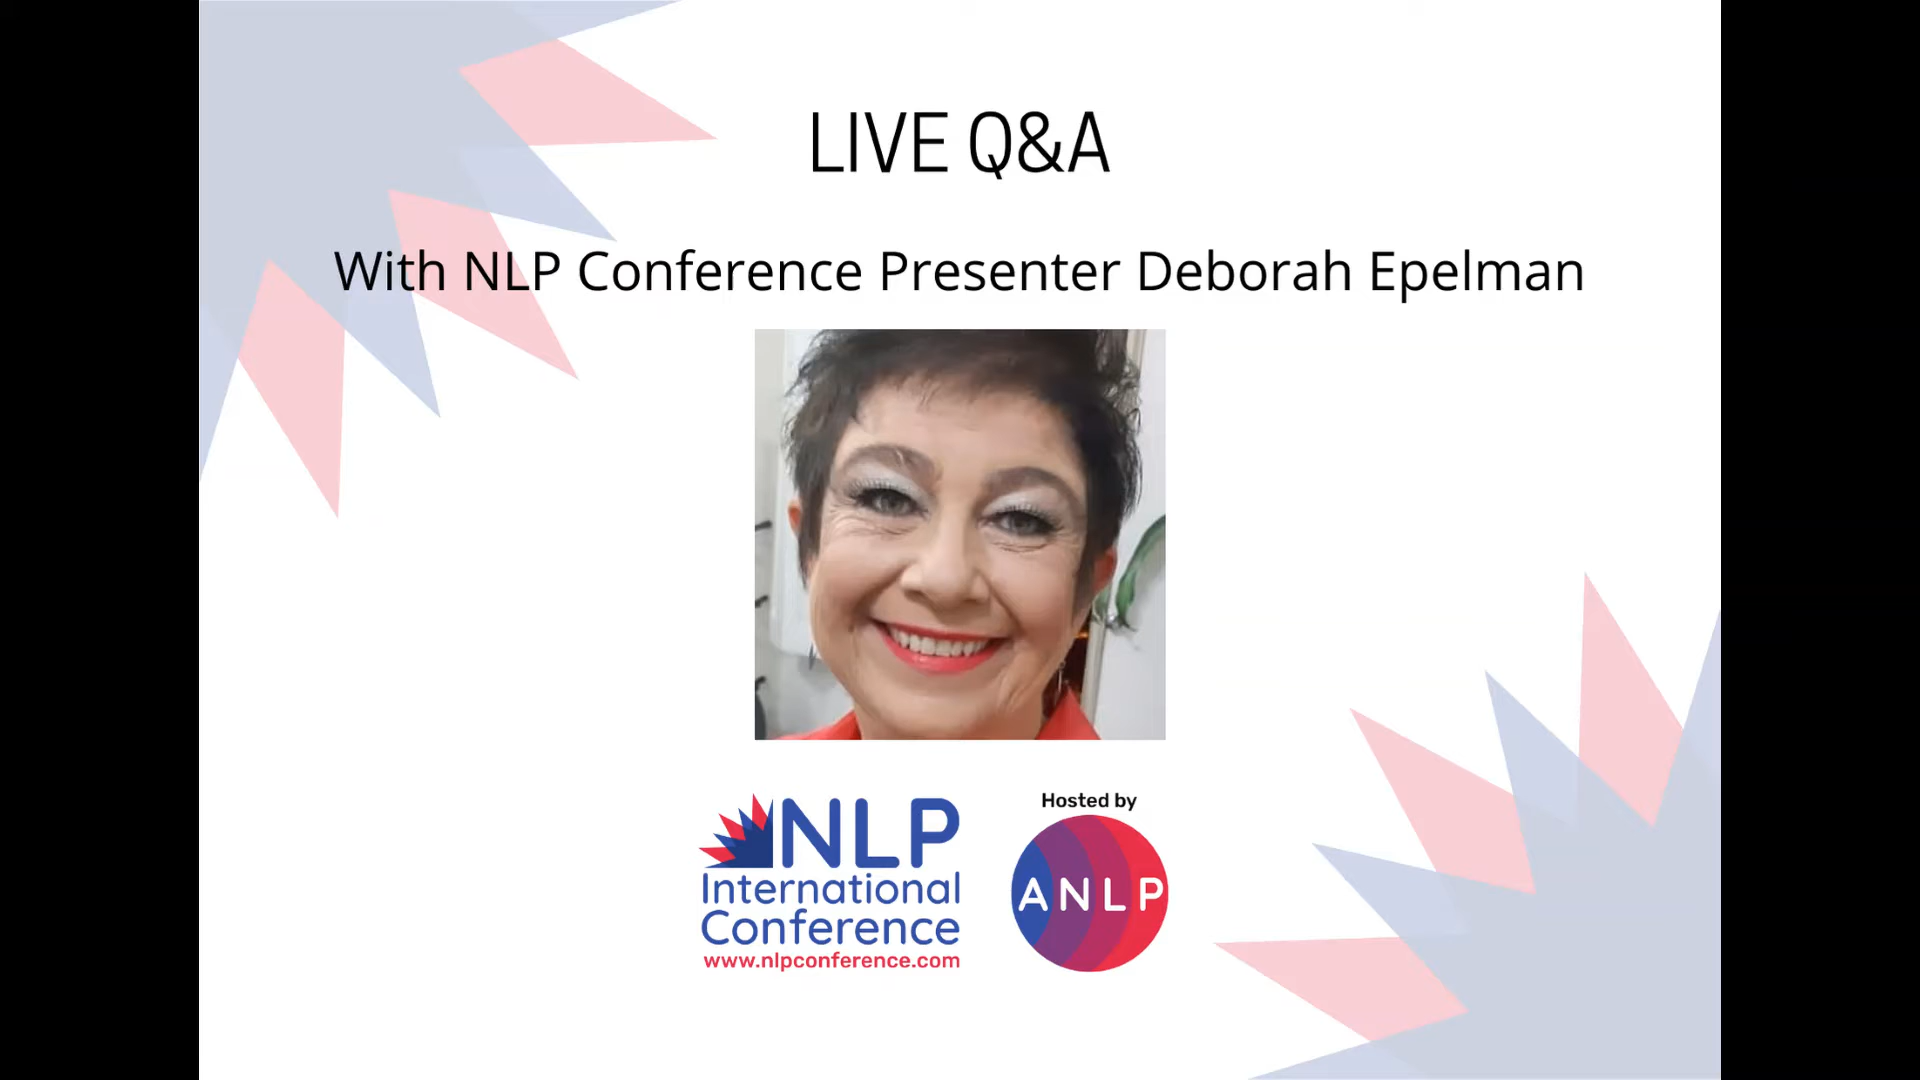 LIVE Q&A
With NLP Conference Presenter Deborah Epelman
NLP
International
Conference
www.nlpconference.com
Hosted by
ANLP